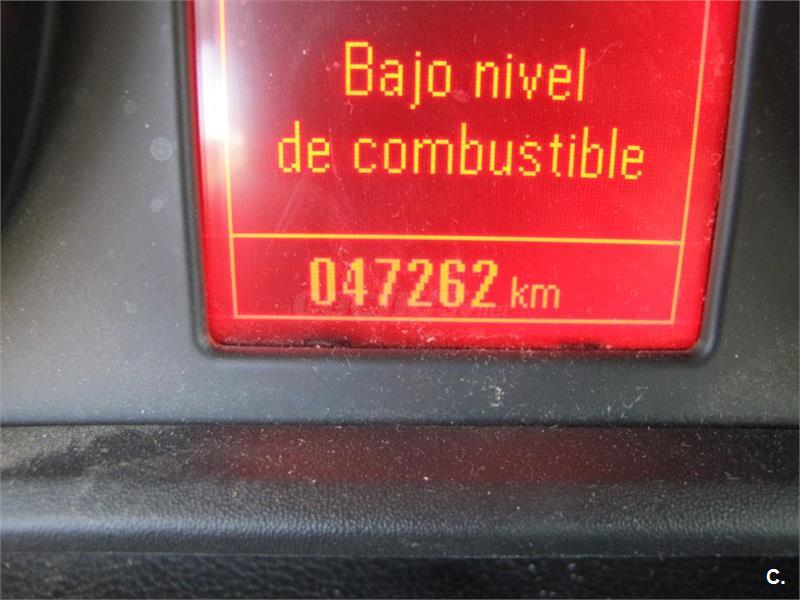 Bajo nivel
de combustible
047262 km
C.